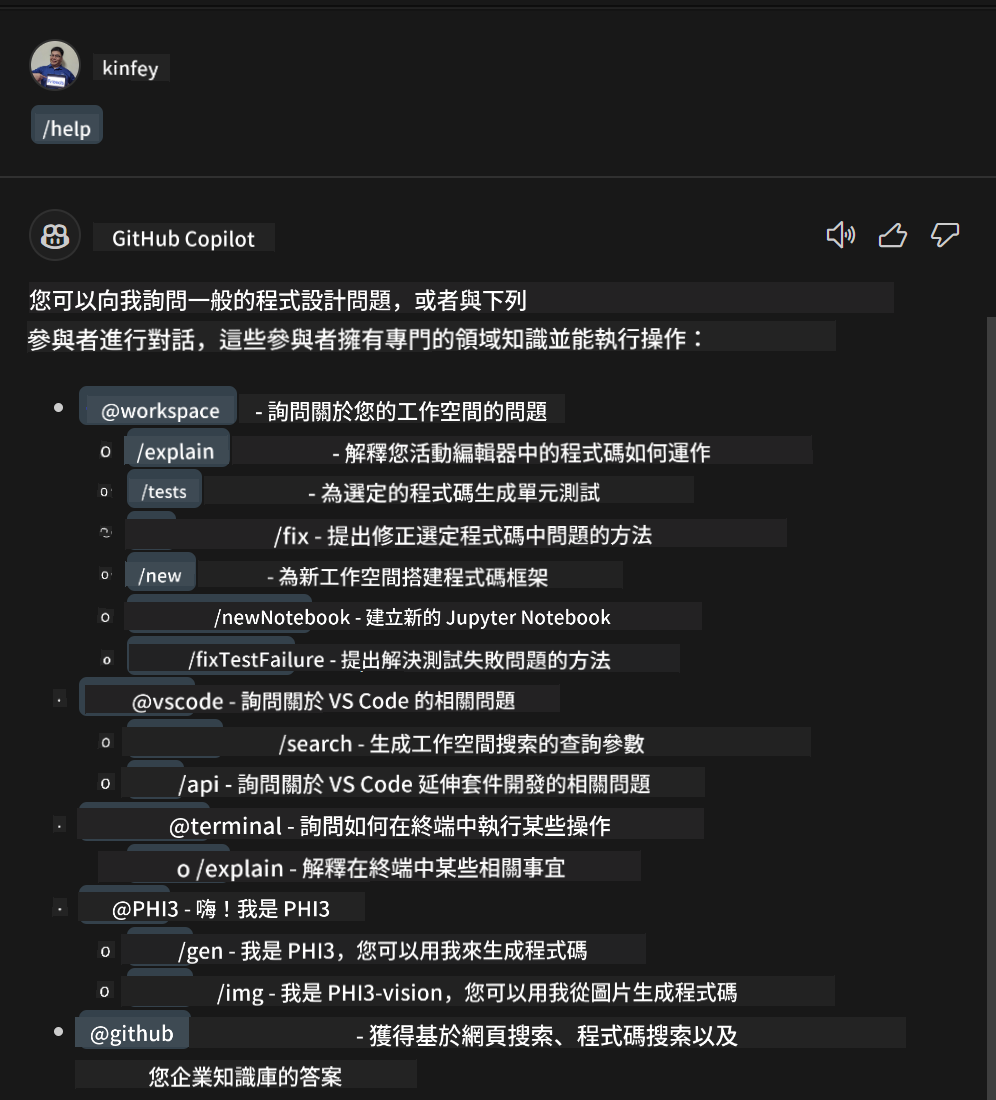 kinfey
/help
GitHub Copilot
您可以向我詢問一般的程式設計問題，或者與下列
參與者進行對話，這些參與者擁有專門的領域知識並能執行操作：
@workspace - 詢問關於您的工作空間的問題
o /explain - 解釋您活動編輯器中的程式碼如何運作
o /tests - 為選定的程式碼生成單元測試
/fix - 提出修正選定程式碼中問題的方法
o /new - 為新工作空間搭建程式碼框架
o /newNotebook - 建立新的 Jupyter Notebook
o /fixTestFailure - 提出解決測試失敗問題的方法
@vscode - 詢問關於 VS Code 的相關問題
o /search - 生成工作空間搜索的查詢參數
o /api - 詢問關於 VS Code 延伸套件開發的相關問題
@terminal - 詢問如何在終端中執行某些操作
o /explain - 解釋在終端中某些相關事宜
@PHI3 - 嗨！我是 PHI3
o /gen - 我是 PHI3，您可以用我來生成程式碼
o /img - 我是 PHI3-vision，您可以用我從圖片生成程式碼
@github - 獲得基於網頁搜索、程式碼搜索以及
您企業知識庫的答案